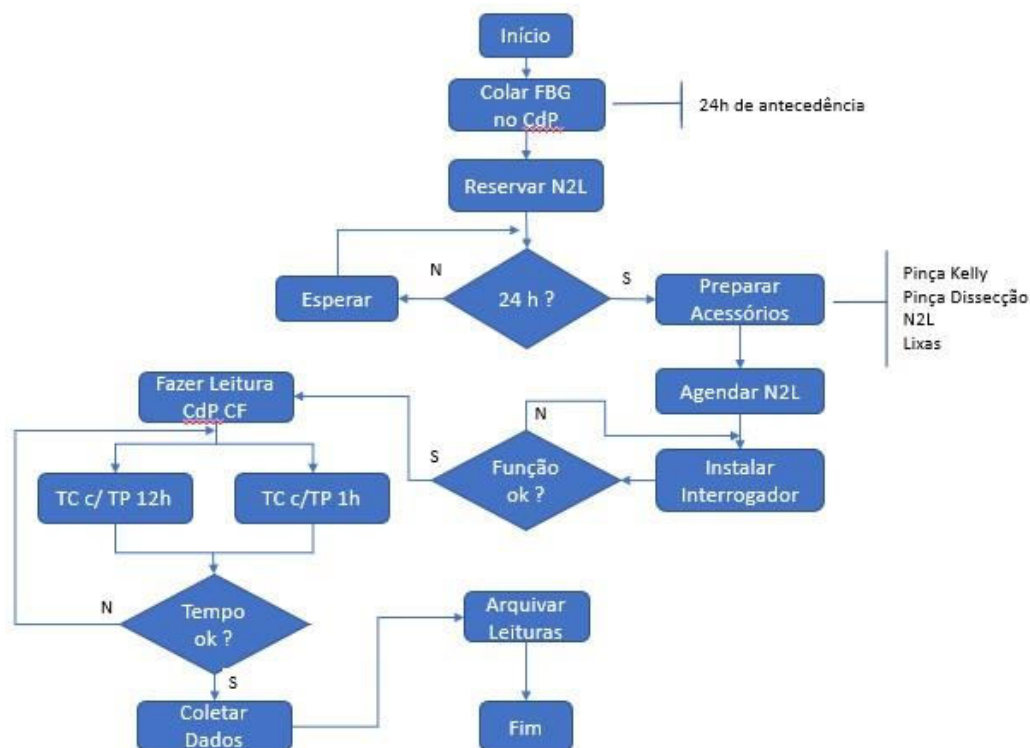 Início
Colar FBG
no CdP
24h de antecedência
Reservar N2L
N
S
Esperar
24 h ?
Preparar
Acessórios
Pinça Kelly
Pinça Dissecção
N2L
Lixas
Agendar N2L
Fazer Leitura
CdP CF
N
S
Função
ok ?
Instalar
Interrogador
TC c/ TP 12h
TC c/TP 1h
N
Tempo
ok ?
S
Arquivar
Leituras
Coletar
Dados
Fim